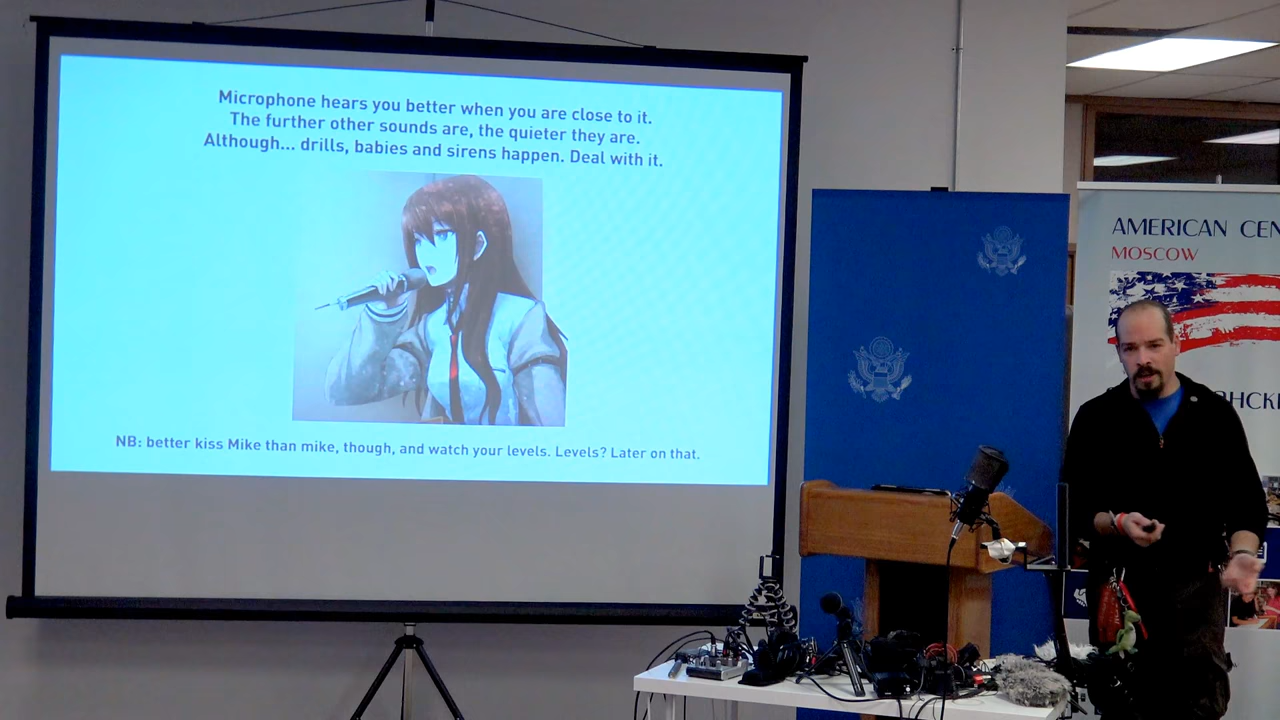 Microphone hears you better when you are close to it.
The further other sounds are, the quieter they are.
Although... drills, babies and sirens happen. Deal with it.
NB: better kiss Mike than mike, though, and watch your levels. Levels? Later on that.
AMERICAN CEN
MOSCOW